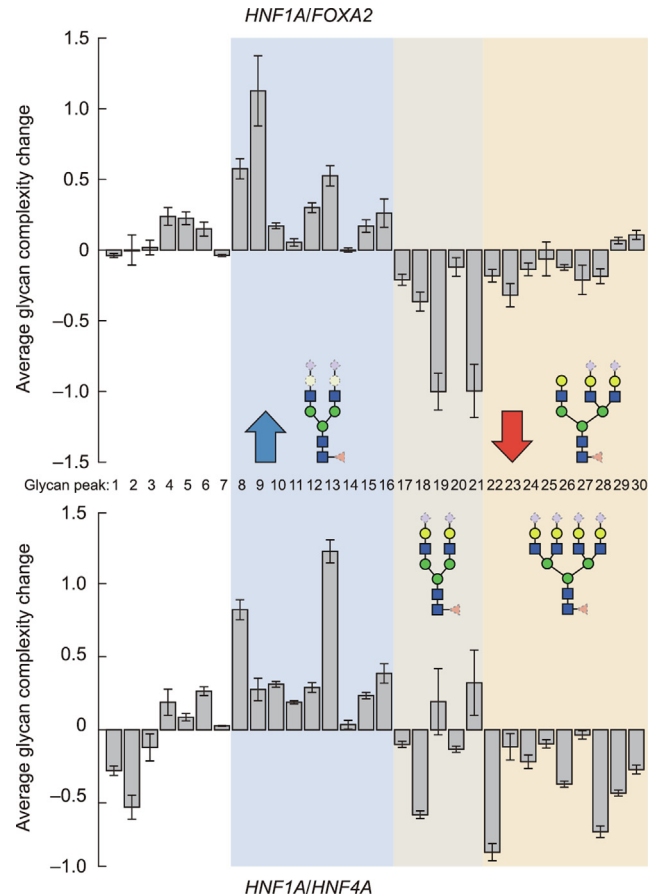 HNF1A/FOXA2
Average glycan complexity change
1.5
1.0
0.5
0
–0.5
–1.0
–1.5
Glycan peak: 1 2 3 4 5 6 7 8 9 10 11 12 13 14 15 16 17 18 19 20 21 22 23 24 25 26 27 28 29 30
Average glycan complexity change
1.5
1.0
0.5
0
–0.5
–1.0
HNF1A/HNF4A